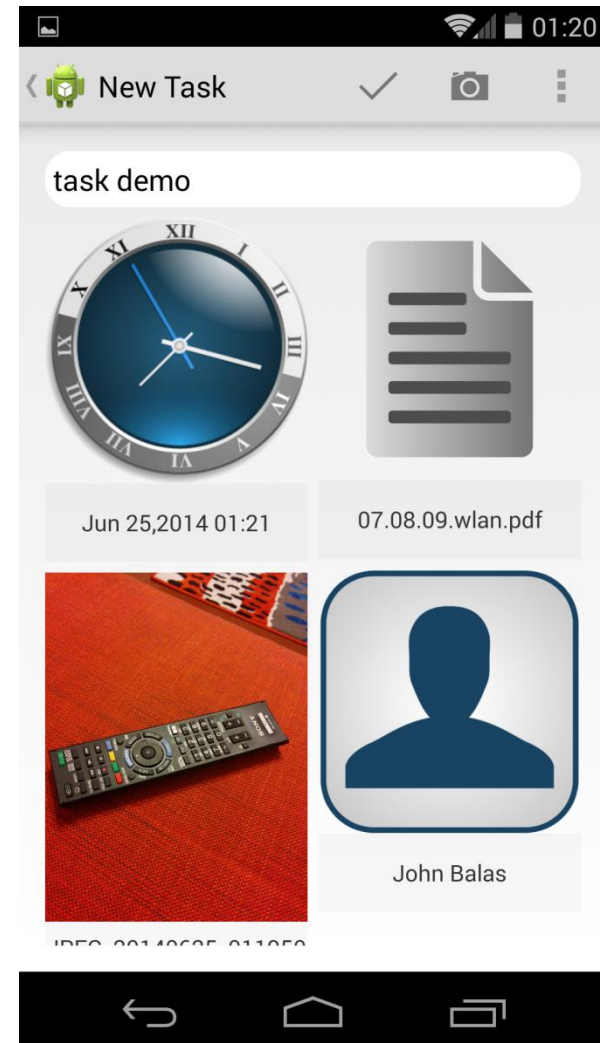 01:20
New Task
task demo
XII
I
II
III
IV
V
VI
VII
VIII
IX
X
XI
Jun 25,2014 01:21
07.08.09.wlan.pdf
SONY
John Balas